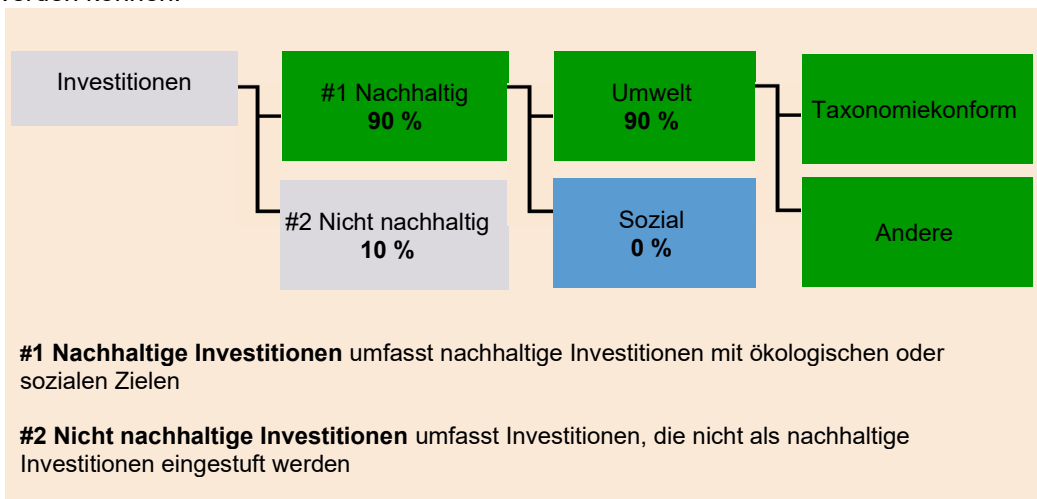 werden können.
Investitionen
#1 Nachhaltig
90 %
Umwelt
90 %
Taxonomiekonform
#2 Nicht nachhaltig
10 %
Sozial
0 %
Andere
#1 Nachhaltige Investitionen umfasst nachhaltige Investitionen mit ökologischen oder
sozialen Zielen
#2 Nicht nachhaltige Investitionen umfasst Investitionen, die nicht als nachhaltige
Investitionen eingestuft werden